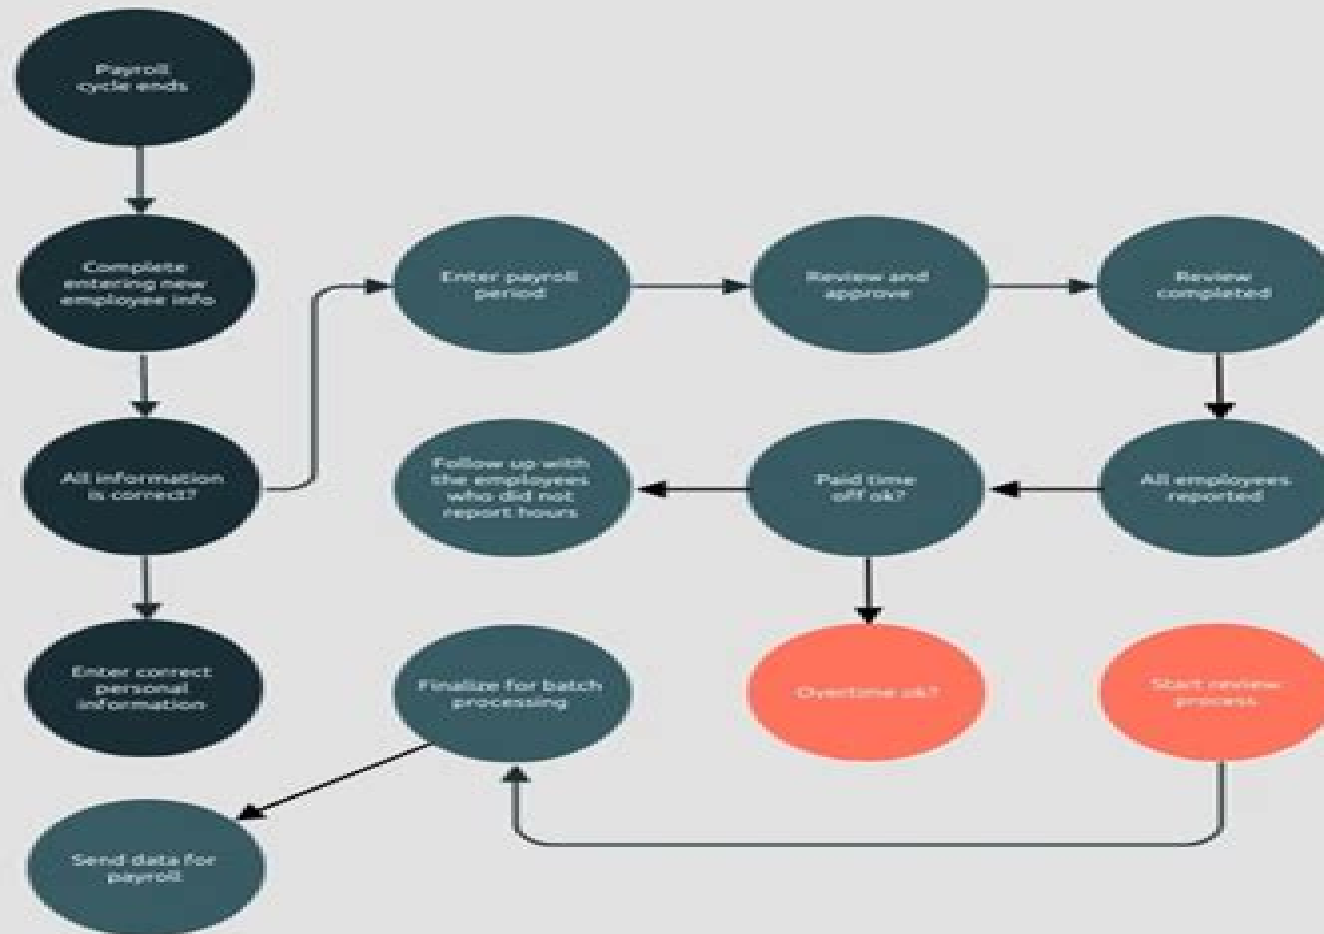 Payroll
cycle ends
Complete
entering new
employee info
Enter payroll
period
Review and
approve
Review
completed
All information
is correct?
Follow up with
the employees
who did not
report hours
Paid time
off ok?
All employees
reported
Enter correct
personal
information
Finalize for batch
processing
Overtime ok?
Start review
process
Send data for
payroll